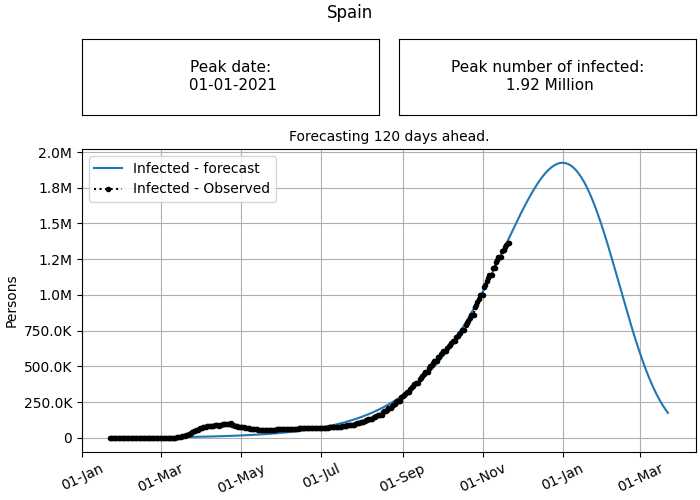 Spain
Peak date:
01-01-2021
Peak number of infected:
1.92 Million
Forecasting 120 days ahead.
Infected - forecast
Infected - Observed
Persons
2.0M
1.8M
1.5M
1.2M
1.0M
750.0K
500.0K
250.0K
0
01-Jan
01-Mar
01-May
01-Jul
01-Sep
01-Nov
01-Jan
01-Mar